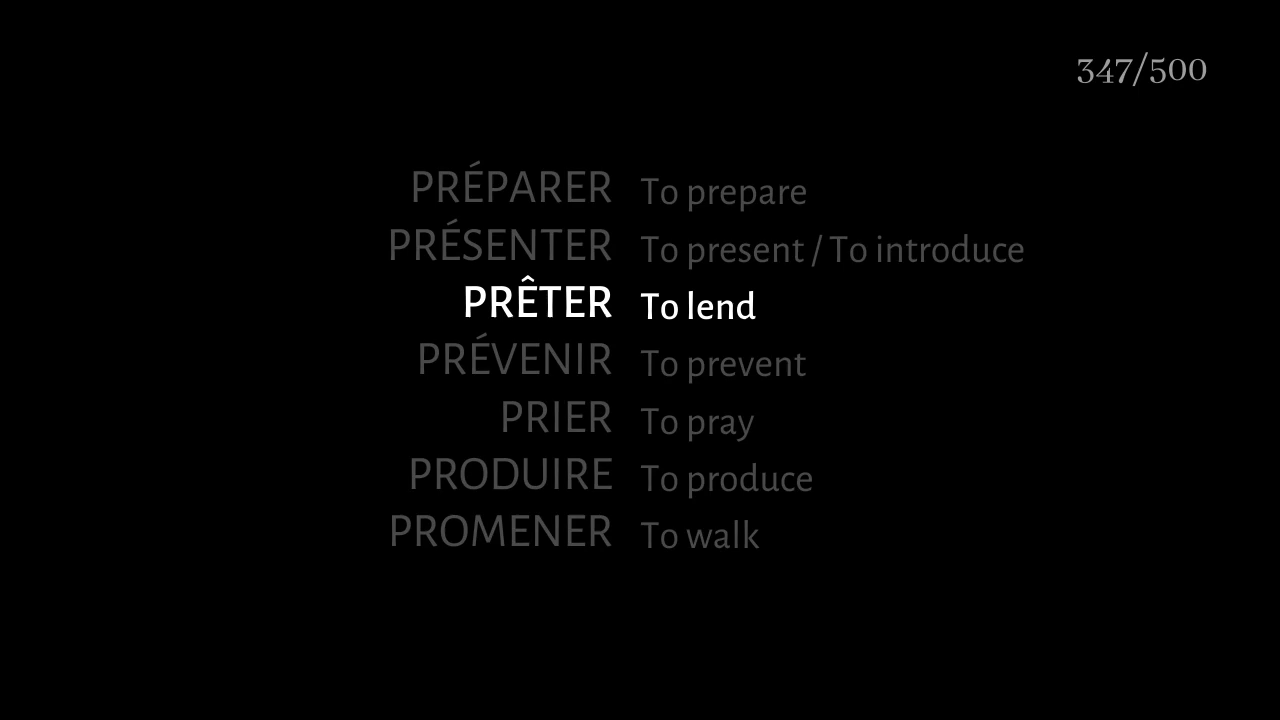 347/500
PRÉPARER To prepare
PRÉSENTER To present / To introduce
PRÊTER To lend
PRÉVENIR To prevent
PRIER To pray
PRODUIRE To produce
PROMENER To walk